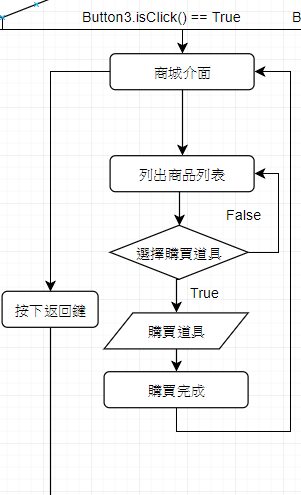 Button3.isClick() == True
B
商城介面
列出商品列表
False
選擇購買道具
True
按下返回鍵
購買道具
購買完成